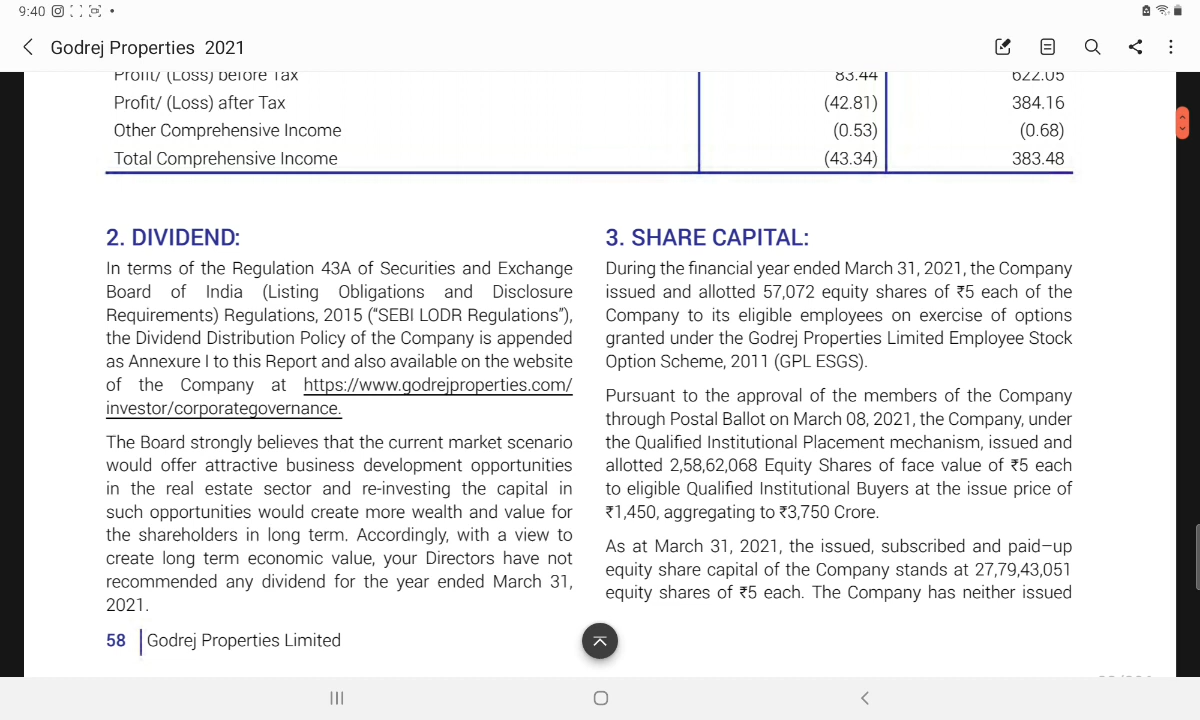 9:40
Godrej Properties 2021
Profit/ (Loss) before Tax 83.44 622.05
Profit/ (Loss) after Tax (42.81) 384.16
Other Comprehensive Income (0.53) (0.68)
Total Comprehensive Income (43.34) 383.48
2. DIVIDEND:
In terms of the Regulation 43A of Securities and Exchange
Board of India (Listing Obligations and Disclosure
Requirements) Regulations, 2015 (“SEBI LODR Regulations”),
the Dividend Distribution Policy of the Company is appended
as Annexure I to this Report and also available on the website
of the Company at https://www.godrejproperties.com/
investor/corporategovernance.
The Board strongly believes that the current market scenario
would offer attractive business development opportunities
in the real estate sector and re-investing the capital in
such opportunities would create more wealth and value for
the shareholders in long term. Accordingly, with a view to
create long term economic value, your Directors have not
recommended any dividend for the year ended March 31,
2021.
3. SHARE CAPITAL:
During the financial year ended March 31, 2021, the Company
issued and allotted 57,072 equity shares of ₹5 each of the
Company to its eligible employees on exercise of options
granted under the Godrej Properties Limited Employee Stock
Option Scheme, 2011 (GPL ESGS).
Pursuant to the approval of the members of the Company
through Postal Ballot on March 08, 2021, the Company, under
the Qualified Institutional Placement mechanism, issued and
allotted 2,58,62,068 Equity Shares of face value of ₹5 each
to eligible Qualified Institutional Buyers at the issue price of
₹1,450, aggregating to ₹3,750 Crore.
As at March 31, 2021, the issued, subscribed and paid–up
equity share capital of the Company stands at 27,79,43,051
equity shares of ₹5 each. The Company has neither issued
58 Godrej Properties Limited